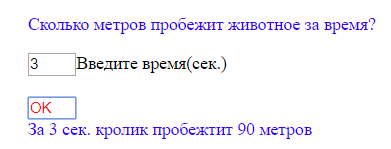 Сколько метров пробежит животное за время?
3 Введите время(сек.)
OK
За 3 сек. кролик пробежтит 90 метров